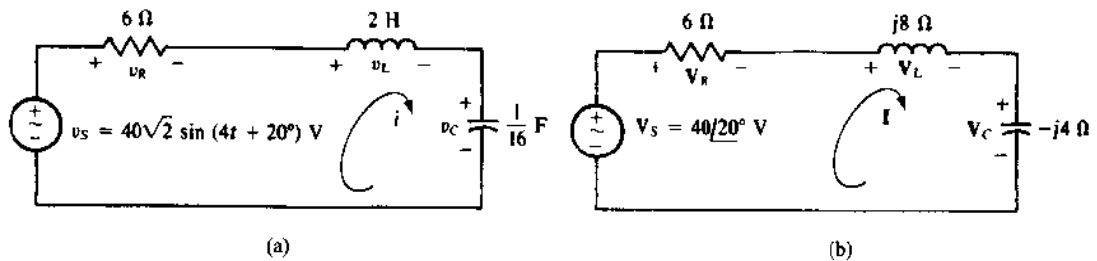 6 Ω 2 H 6 Ω j8 Ω
+ v_R − + v_L − + V_R − + V_L −
v_S = 40√2 sin (4t + 20°) V i v_C + − 1/16 F V_S = 40/20° V I V_C + − −j4 Ω
(a) (b)